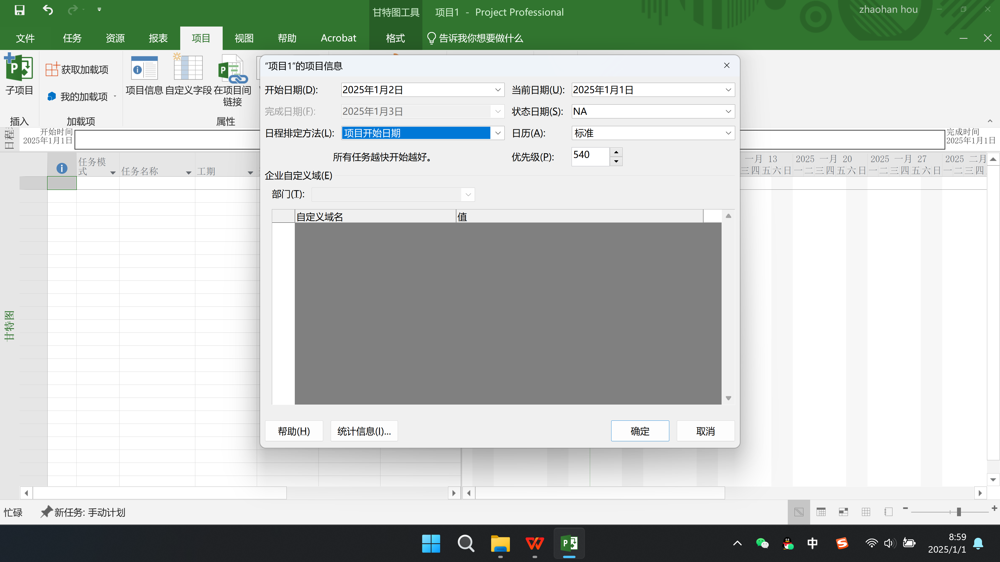 甘特图工具
项目1 - Project Professional
zhaohan hou
文件 任务 资源 报表 项目 视图 帮助 Acrobat 格式 告诉我你想要做什么
子项目
获取加载项
我的加载项
项目信息 自定义字段 在项目间
链接
插入 加载项 属性
开始时间
2025年1月1日
完成时间
2025年1月1日
任务模
式
任务名称
工期
甘特图
“项目1”的项目信息
开始日期(D): 2025年1月2日 当前日期(U): 2025年1月1日
完成日期(F): 2025年1月3日 状态日期(S): NA
日程排定方法(L): 项目开始日期 日历(A): 标准
所有任务越快开始越好。 优先级(P): 540
企业自定义域(E)
部门(T):
自定义域名 值
帮助(H) 统计信息(I)... 确定 取消
一月 13 2025 一月 20 2025 一月 27 2025 二月
三 四 五 六 日 一 二 三 四 五 六 日 一 二 三 四 五 六 日 一 二 三 四
忙碌 新任务: 手动计划
中
8:59
2025/1/1